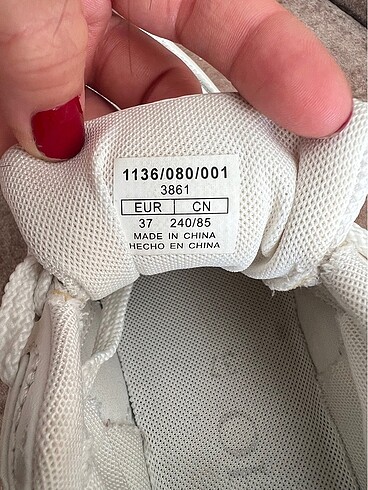 1136/080/001
3861
EUR CN
37 240/85
MADE IN CHINA
HECHO EN CHINA